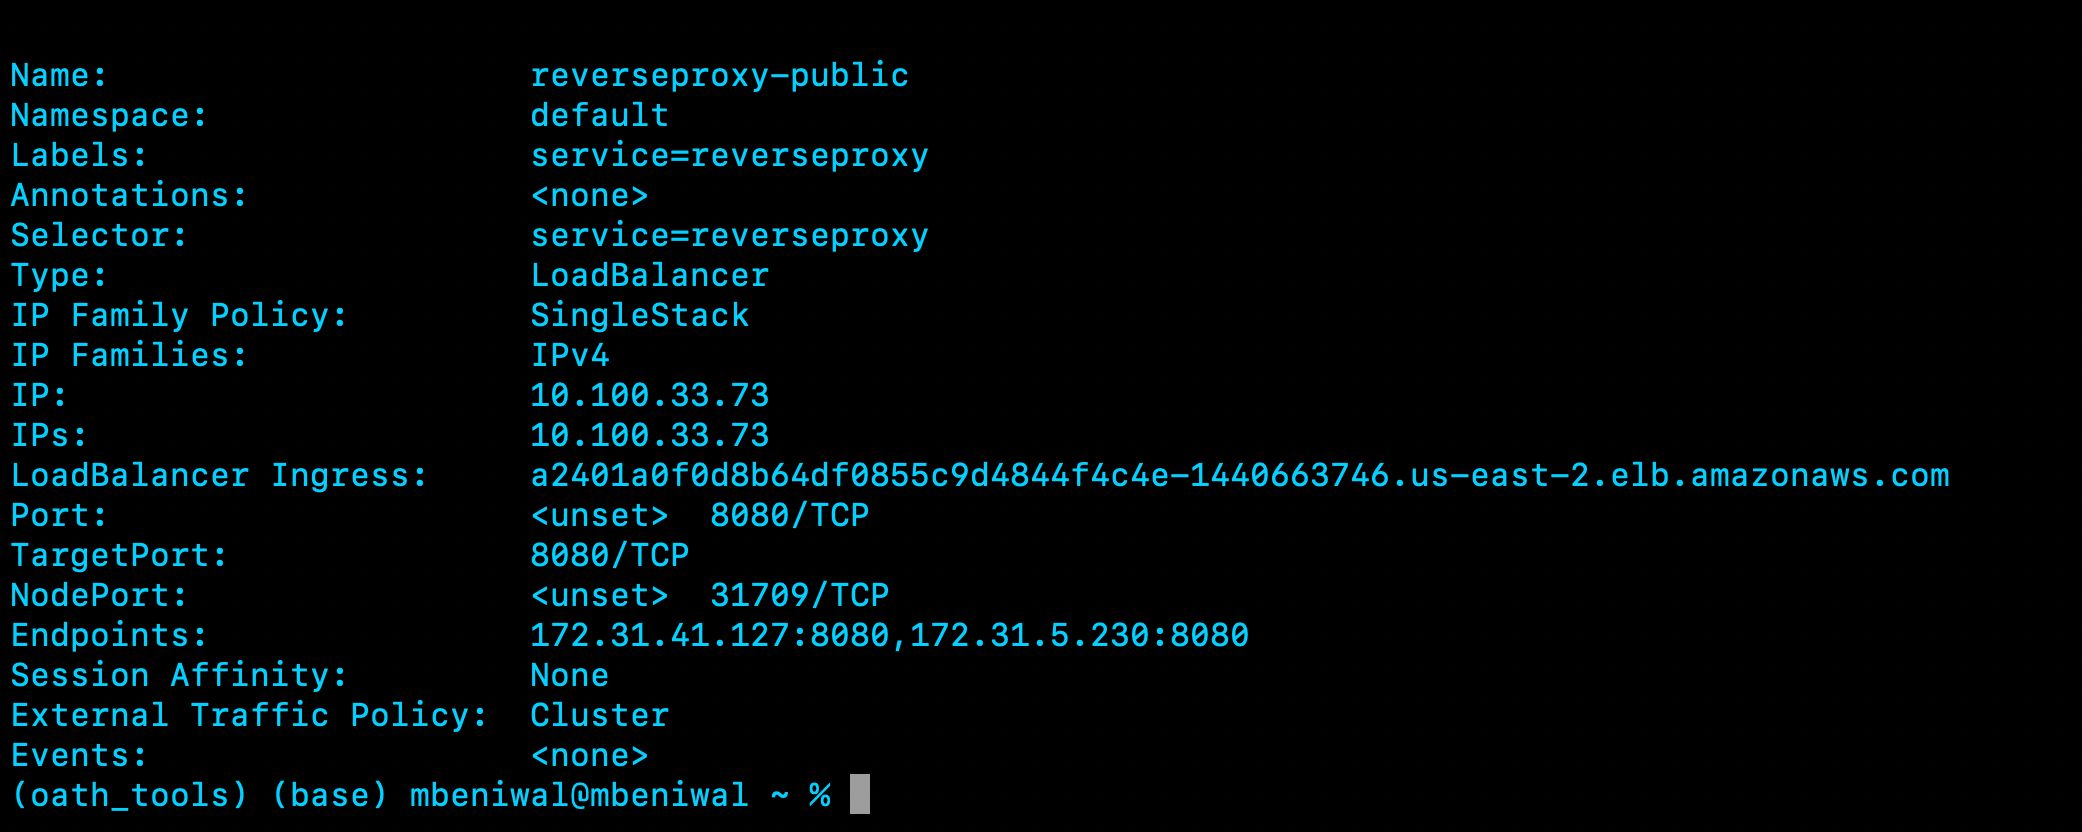 Name:                     reverseproxy-public
Namespace:                default
Labels:                   service=reverseproxy
Annotations:              <none>
Selector:                 service=reverseproxy
Type:                     LoadBalancer
IP Family Policy:         SingleStack
IP Families:              IPv4
IP:                       10.100.33.73
IPs:                      10.100.33.73
LoadBalancer Ingress:     a2401a0f0d8b64df0855c9d4844f4c4e-1440663746.us-east-2.elb.amazonaws.com
Port:                     <unset>  8080/TCP
TargetPort:               8080/TCP
NodePort:                 <unset>  31709/TCP
Endpoints:                172.31.41.127:8080,172.31.5.230:8080
Session Affinity:         None
External Traffic Policy:  Cluster
Events:                   <none>
(oath_tools) (base) mbeniwal@mbeniwal ~ %